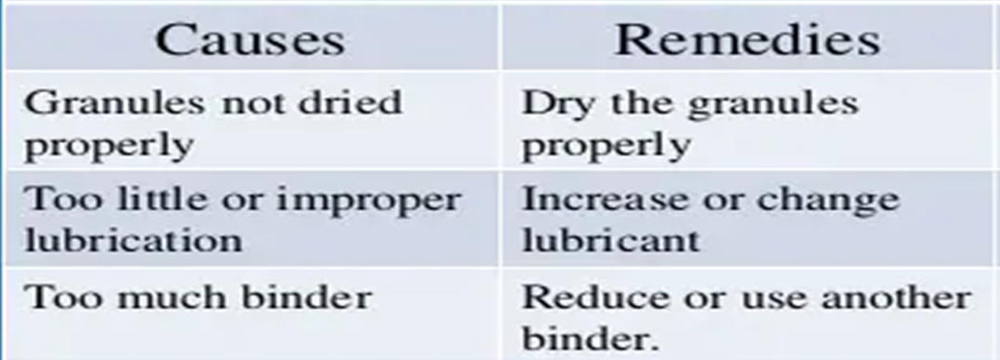 Causes
Remedies
Granules not dried
properly
Dry the granules
properly
Too little or improper
lubrication
Increase or change
lubricant
Too much binder
Reduce or use another
binder.